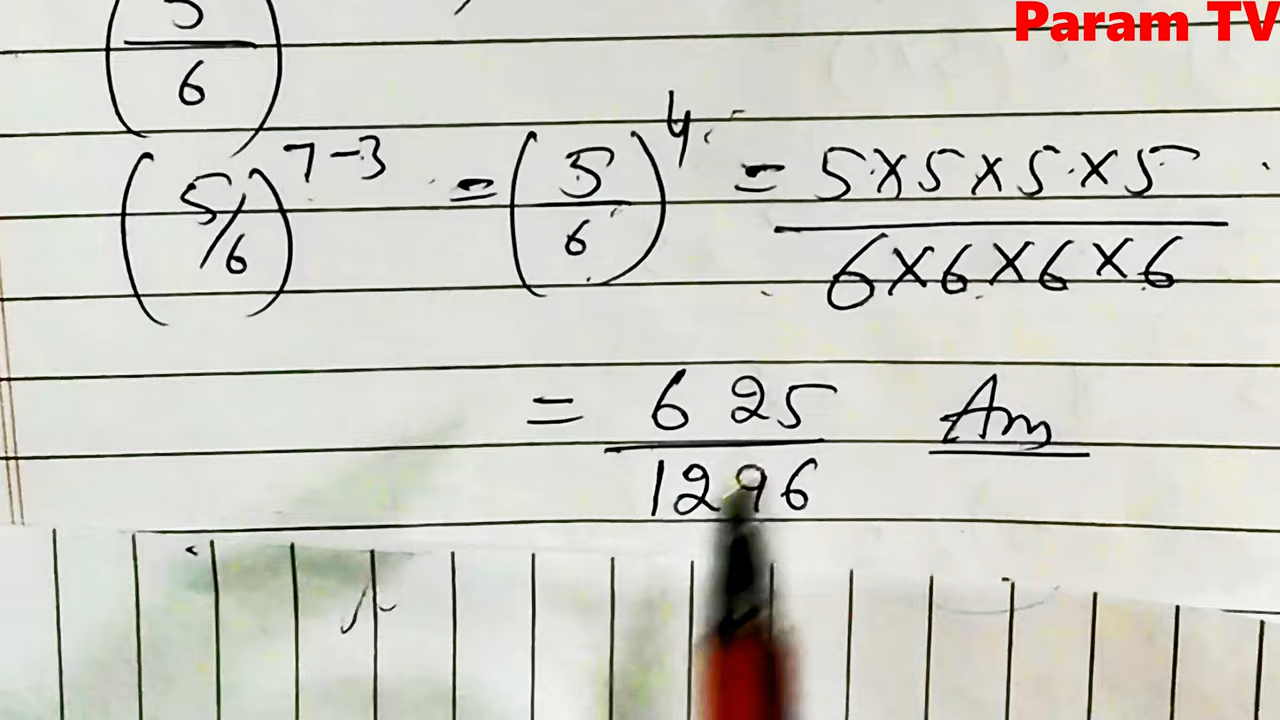 Param TV
(5/6)
(5/6)^7-3 = (5/6)^4 = 5×5×5×5 / 6×6×6×6
= 625/1296 Ans